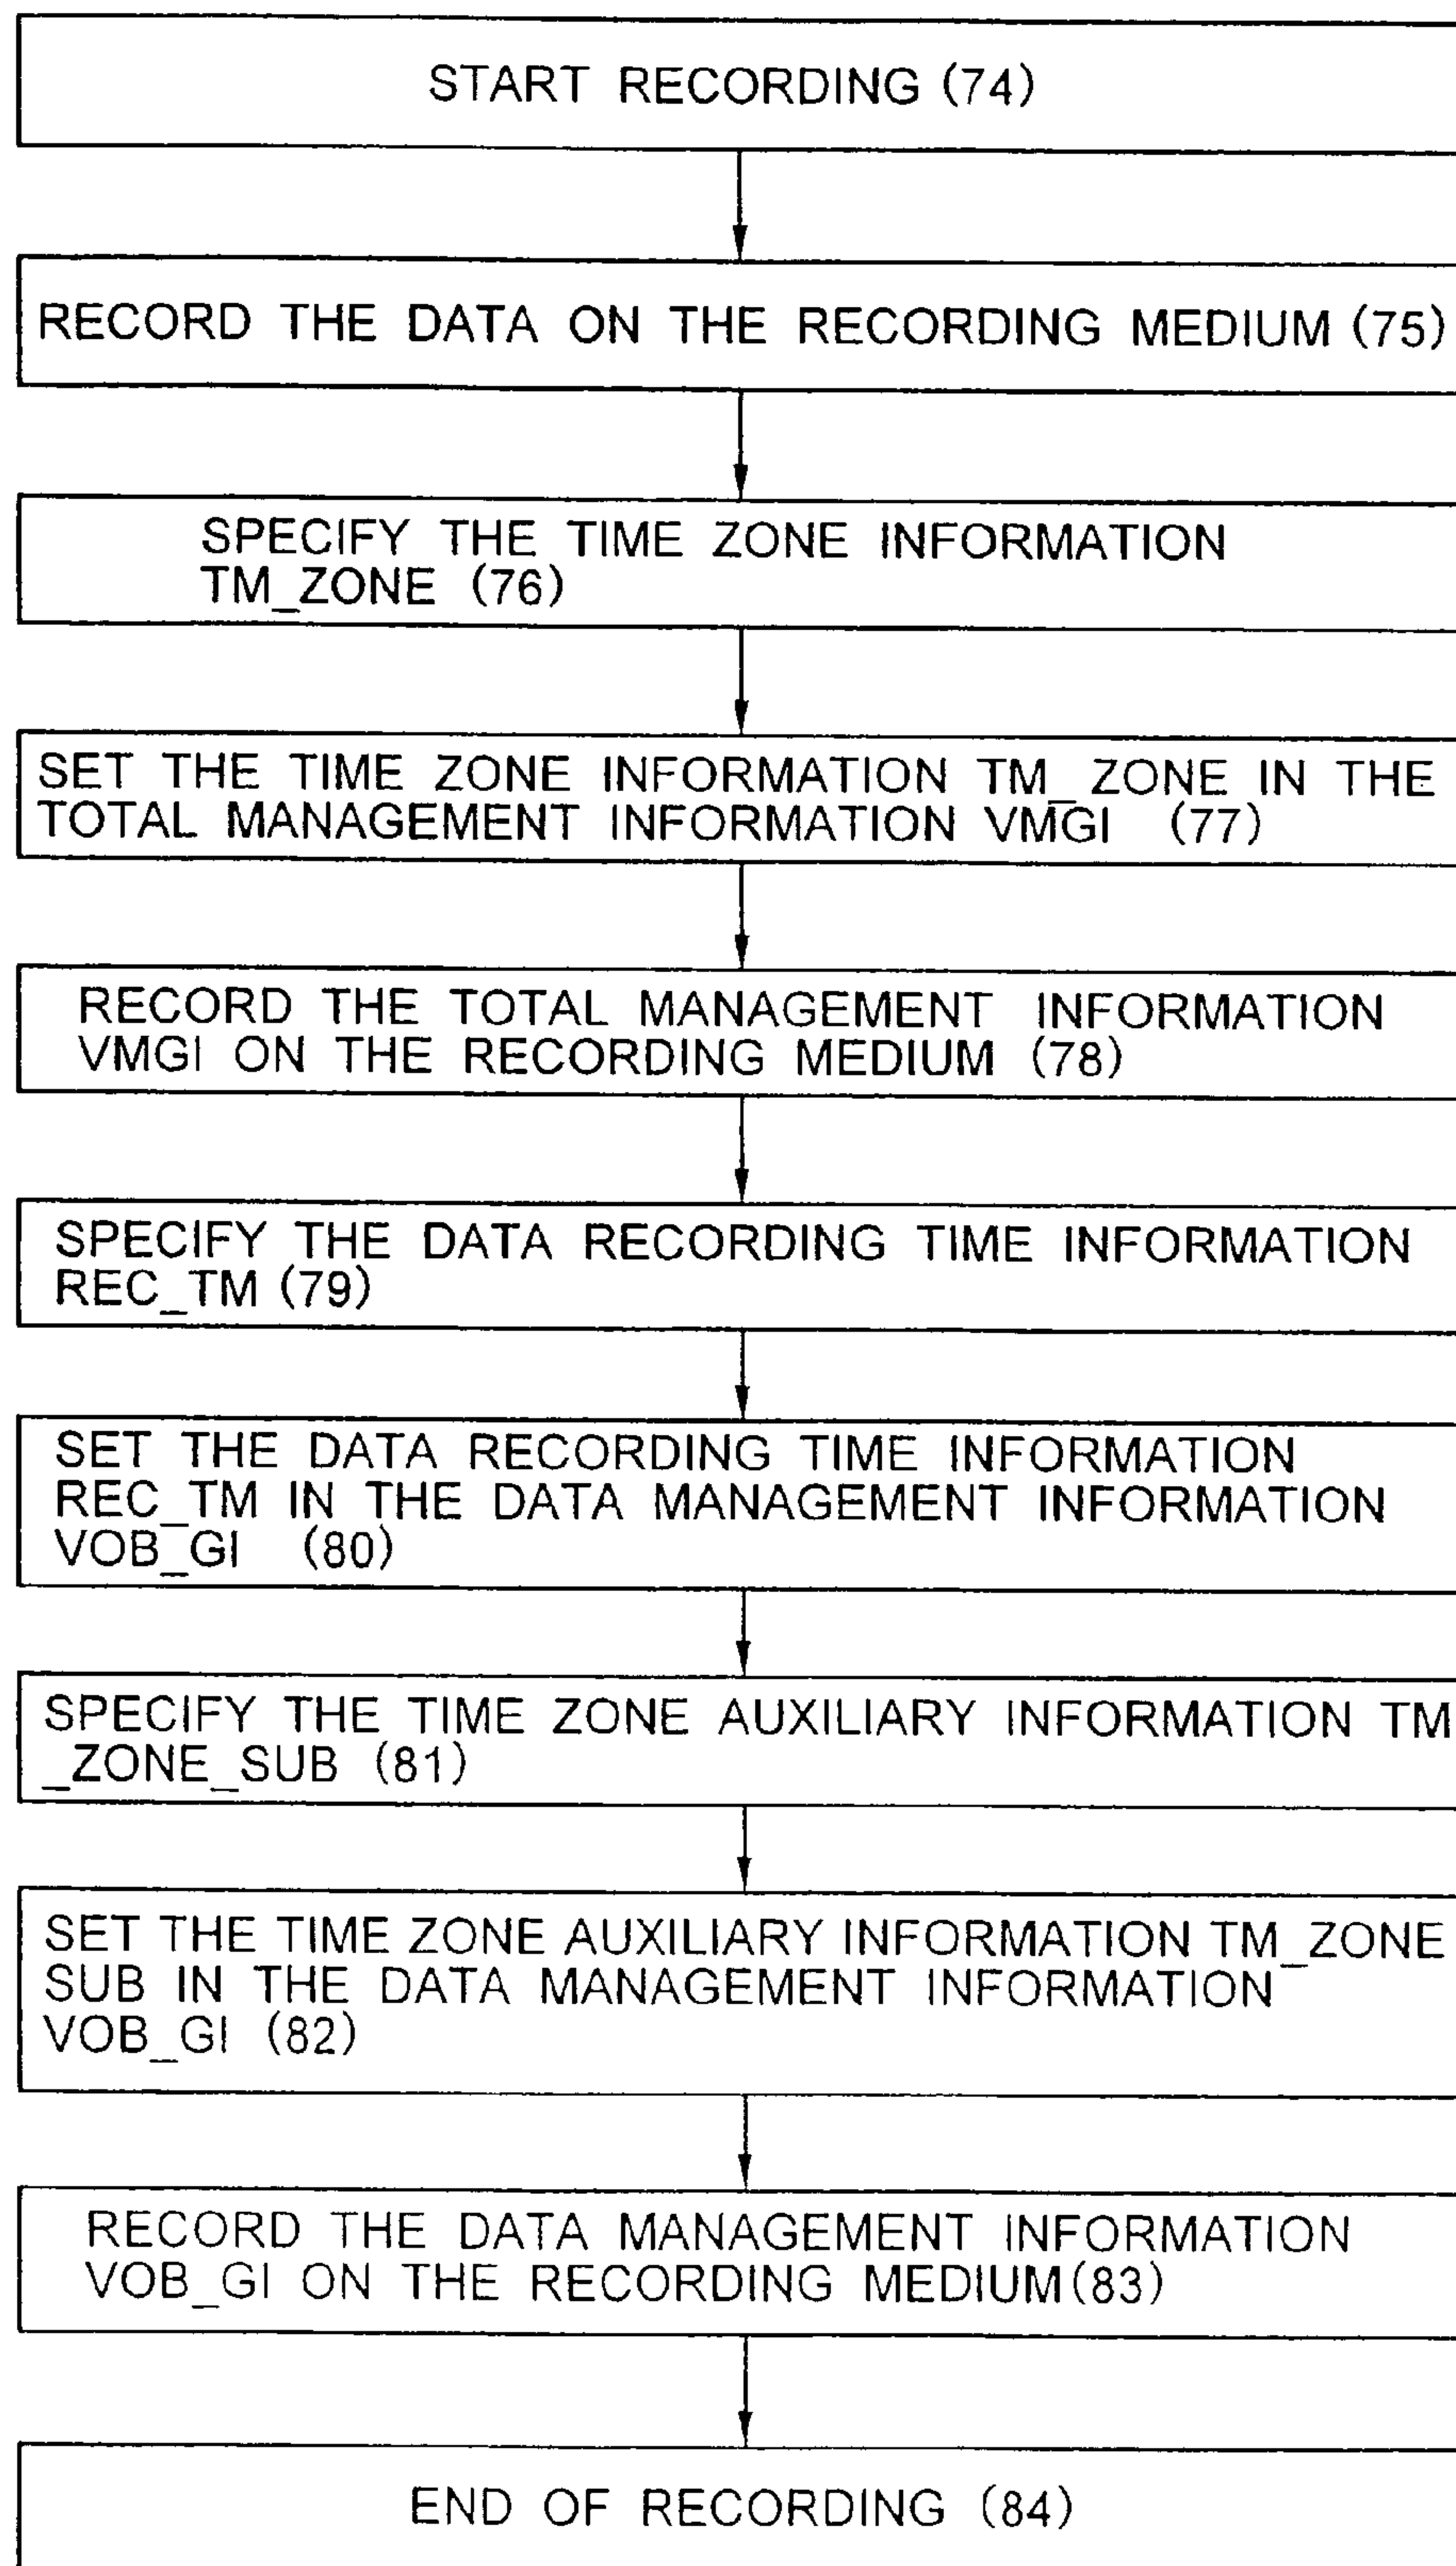 START RECORDING (74)
RECORD THE DATA ON THE RECORDING MEDIUM (75)
SPECIFY THE TIME ZONE INFORMATION
TM_ZONE (76)
SET THE TIME ZONE INFORMATION TM_ZONE IN THE
TOTAL MANAGEMENT INFORMATION VMGI (77)
RECORD THE TOTAL MANAGEMENT INFORMATION
VMGI ON THE RECORDING MEDIUM (78)
SPECIFY THE DATA RECORDING TIME INFORMATION
REC_TM (79)
SET THE DATA RECORDING TIME INFORMATION
REC_TM IN THE DATA MANAGEMENT INFORMATION
VOB_GI (80)
SPECIFY THE TIME ZONE AUXILIARY INFORMATION TM
_ZONE_SUB (81)
SET THE TIME ZONE AUXILIARY INFORMATION TM_ZONE
SUB IN THE DATA MANAGEMENT INFORMATION
VOB_GI (82)
RECORD THE DATA MANAGEMENT INFORMATION
VOB_GI ON THE RECORDING MEDIUM(83)
END OF RECORDING (84)